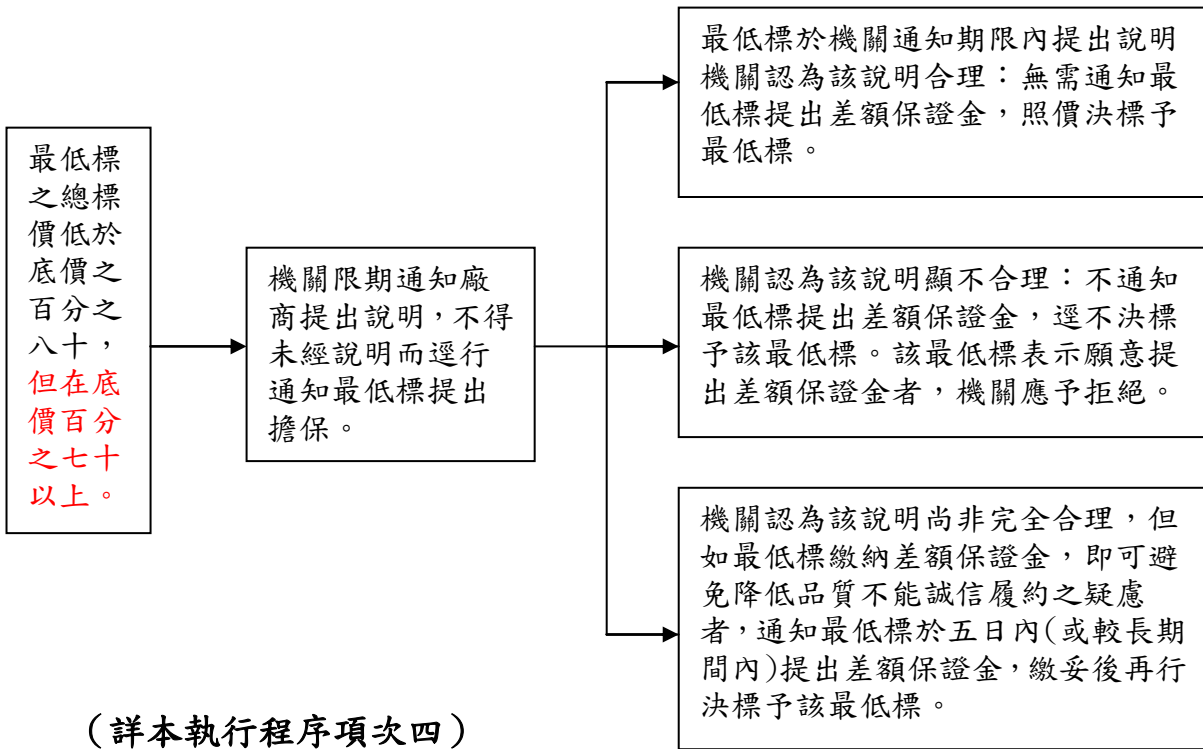 最低標
之總標
價低於
底價之
百分之
八十，
但在底
價百分
之七十
以上。
機關限期通知廠
商提出說明，不得
未經說明而逕行
通知最低標提出
擔保。
最低標於機關通知期限內提出說明
機關認為該說明合理：無需通知最
低標提出差額保證金，照價決標予
最低標。
機關認為該說明顯不合理：不通知
最低標提出差額保證金，逕不決標
予該最低標。該最低標表示願意提
出差額保證金者，機關應予拒絕。
機關認為該說明尚非完全合理，但
如最低標繳納差額保證金，即可避
免降低品質不能誠信履約之疑慮
者，通知最低標於五日內(或較長期
間內)提出差額保證金，繳妥後再行
決標予該最低標。
（詳本執行程序項次四）